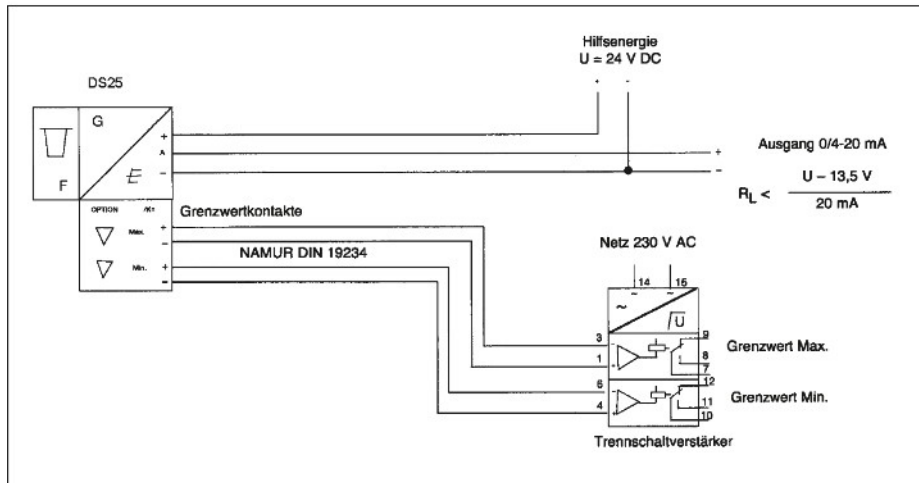 Hilfsenergie
U = 24 V DC
+ -
DS25
G
F
E
+
A
-
+
-
Ausgang 0/4-20 mA
R_L < U – 13,5 V
20 mA
OPTION /K1
Max.
Min.
+
-
+
-
Grenzwertkontakte
NAMUR DIN 19234
Netz 230 V AC
~ 14 ~ 15
~
U
3 -
1 +
9
8
7
Grenzwert Max.
6 -
4 +
12
11
10
Grenzwert Min.
Trennschaltverstärker